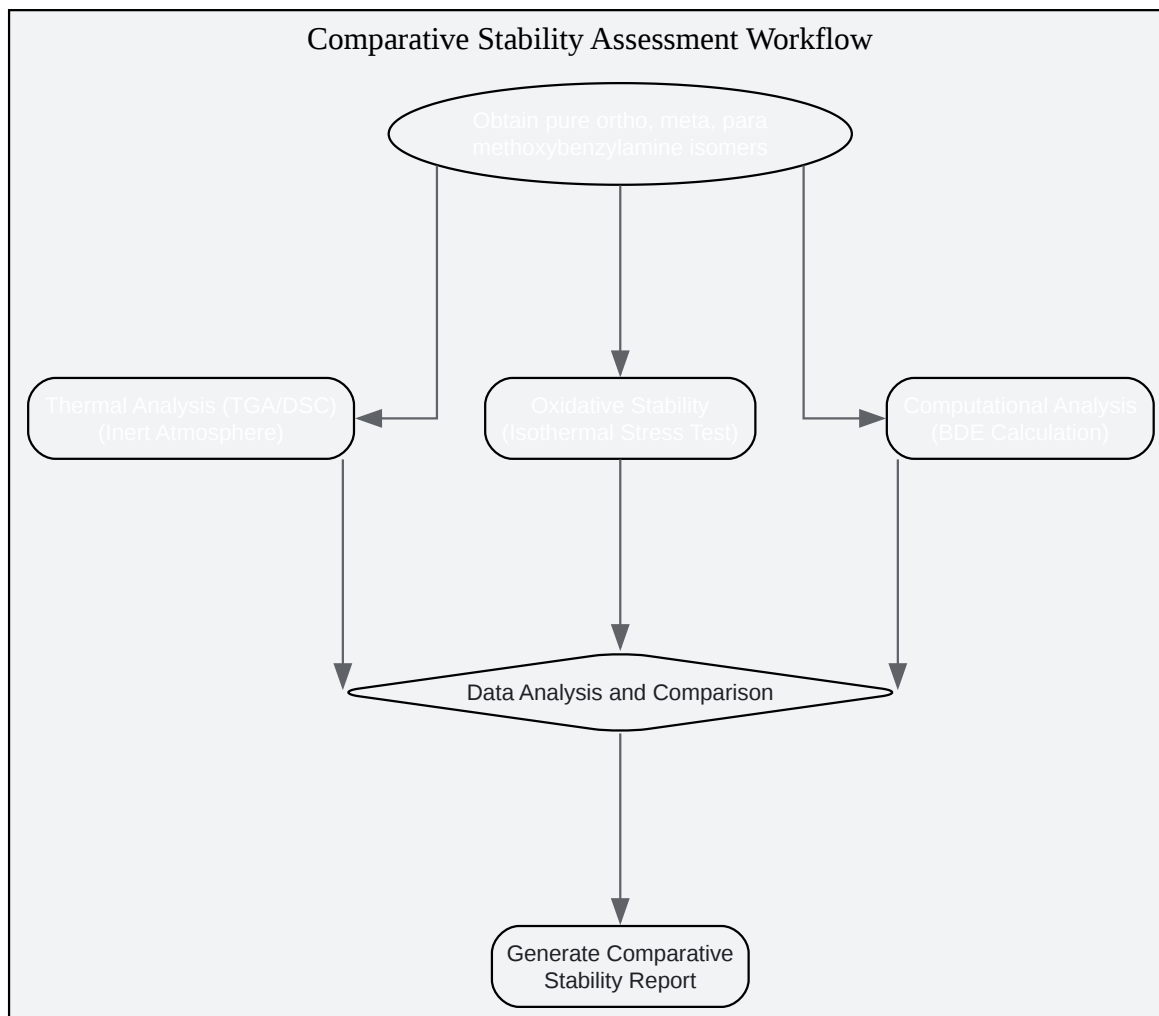 Comparative Stability Assessment Workflow
Obtain pure ortho, meta, para
methoxybenzylamine isomers
Thermal Analysis (TGA/DSC)
(Inert Atmosphere)
Oxidative Stability
(Isothermal Stress Test)
Computational Analysis
(BDE Calculation)
Data Analysis and Comparison
Generate Comparative
Stability Report